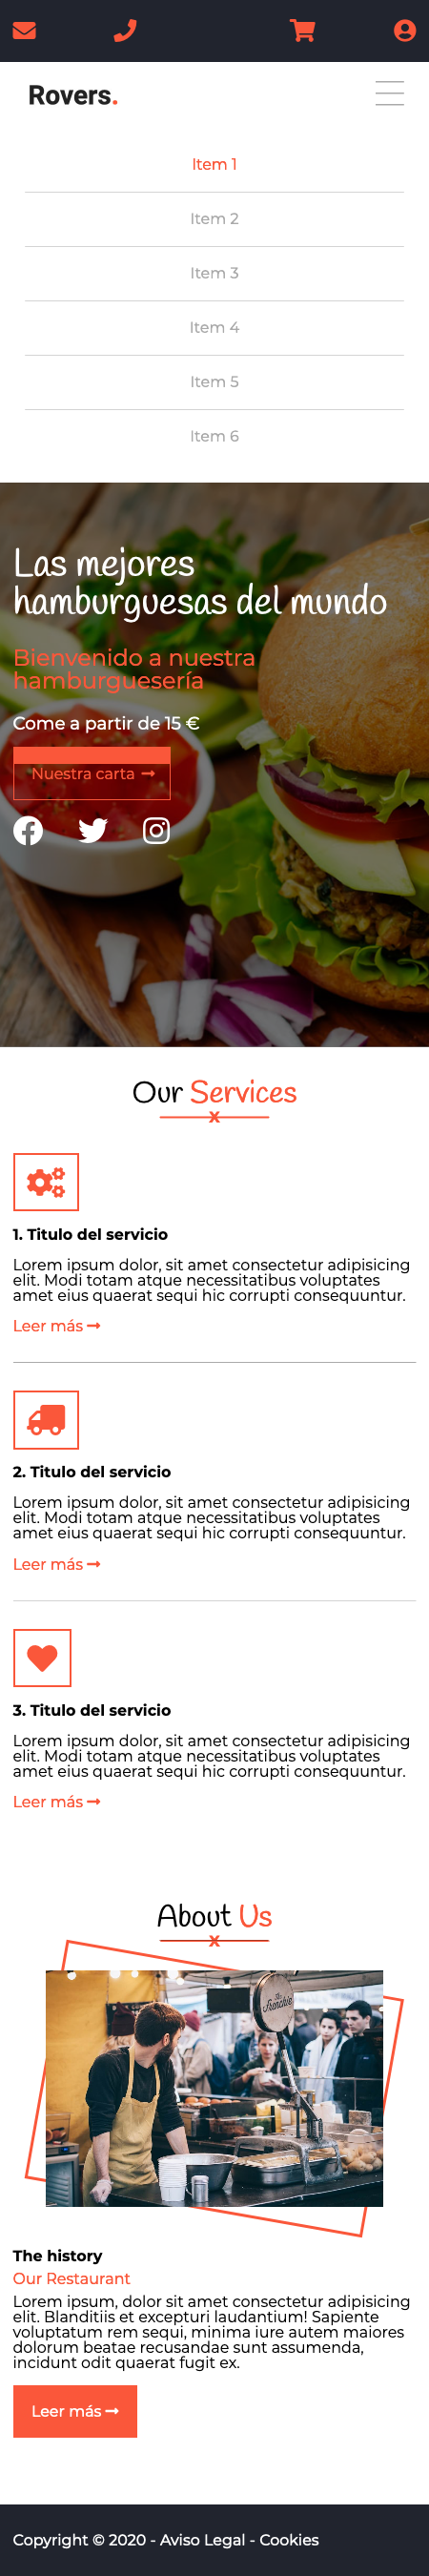 Rovers.
Item 1
Item 2
Item 3
Item 4
Item 5
Item 6
Las mejores
hamburguesas del mundo
Bienvenido a nuestra
hamburguesería
Come a partir de 15 €
Nuestra carta
Our Services
1. Titulo del servicio
Lorem ipsum dolor, sit amet consectetur adipisicing
elit. Modi totam atque necessitatibus voluptates
amet eius quaerat sequi hic corrupti consequuntur.
Leer más
2. Titulo del servicio
Lorem ipsum dolor, sit amet consectetur adipisicing
elit. Modi totam atque necessitatibus voluptates
amet eius quaerat sequi hic corrupti consequuntur.
Leer más
3. Titulo del servicio
Lorem ipsum dolor, sit amet consectetur adipisicing
elit. Modi totam atque necessitatibus voluptates
amet eius quaerat sequi hic corrupti consequuntur.
Leer más
About Us
The
Frenchie
The history
Our Restaurant
Lorem ipsum, dolor sit amet consectetur adipisicing
elit. Blanditiis et excepturi laudantium! Sapiente
voluptatum rem sequi, minima iure autem maiores
dolorum beatae recusandae sunt assumenda,
incidunt odit quaerat fugit ex.
Leer más
Copyright © 2020 - Aviso Legal - Cookies